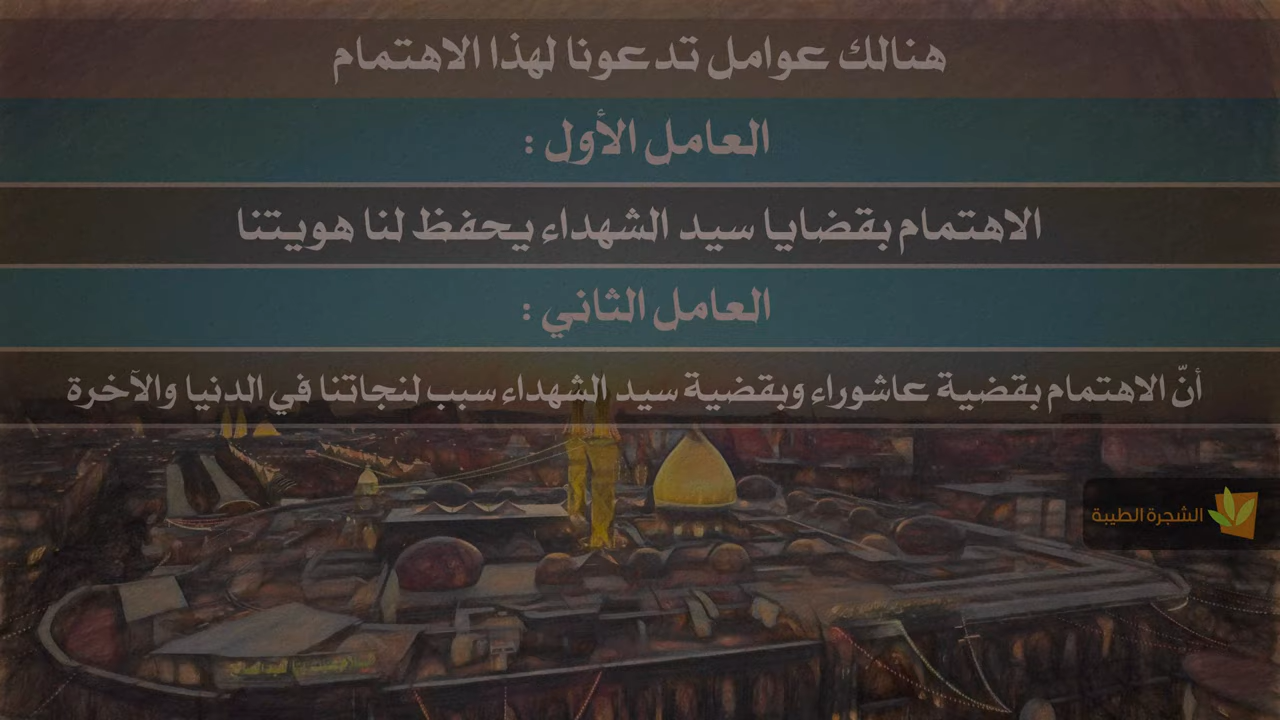 هنالك عوامل تدعونا لهذا الاهتمام
العامل الأول :
الاهتمام بقضايا سيد الشهداء يحفظ لنا هويتنا
العامل الثاني :
أنّ الاهتمام بقضية عاشوراء وبقضية سيد الشهداء سبب لنجاتنا في الدنيا والآخرة
الشجرة الطيبة